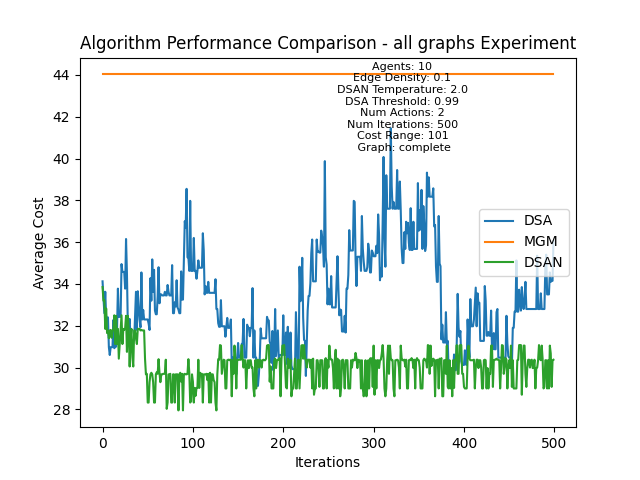 Algorithm Performance Comparison - all graphs Experiment
Agents: 10
Edge Density: 0.1
DSAN Temperature: 2.0
DSA Threshold: 0.99
Num Actions: 2
Num Iterations: 500
Cost Range: 101
Graph: complete
44
42
40
38
36
34
32
30
28
Average Cost
DSA
MGM
DSAN
0
100
200
300
400
500
Iterations